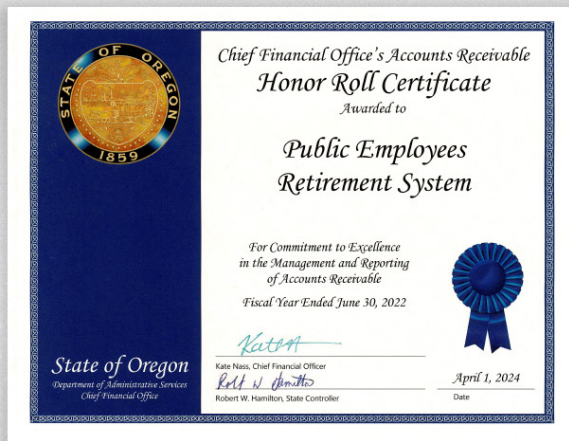 STATE OF OREGON
1859
Chief Financial Office's Accounts Receivable
Honor Roll Certificate
Awarded to
Public Employees
Retirement System
For Commitment to Excellence
in the Management and Reporting
of Accounts Receivable
Fiscal Year Ended June 30, 2022
Kate Nass, Chief Financial Officer
Robert W. Hamilton, State Controller
April 1, 2024
Date
State of Oregon
Department of Administrative Services
Chief Financial Office